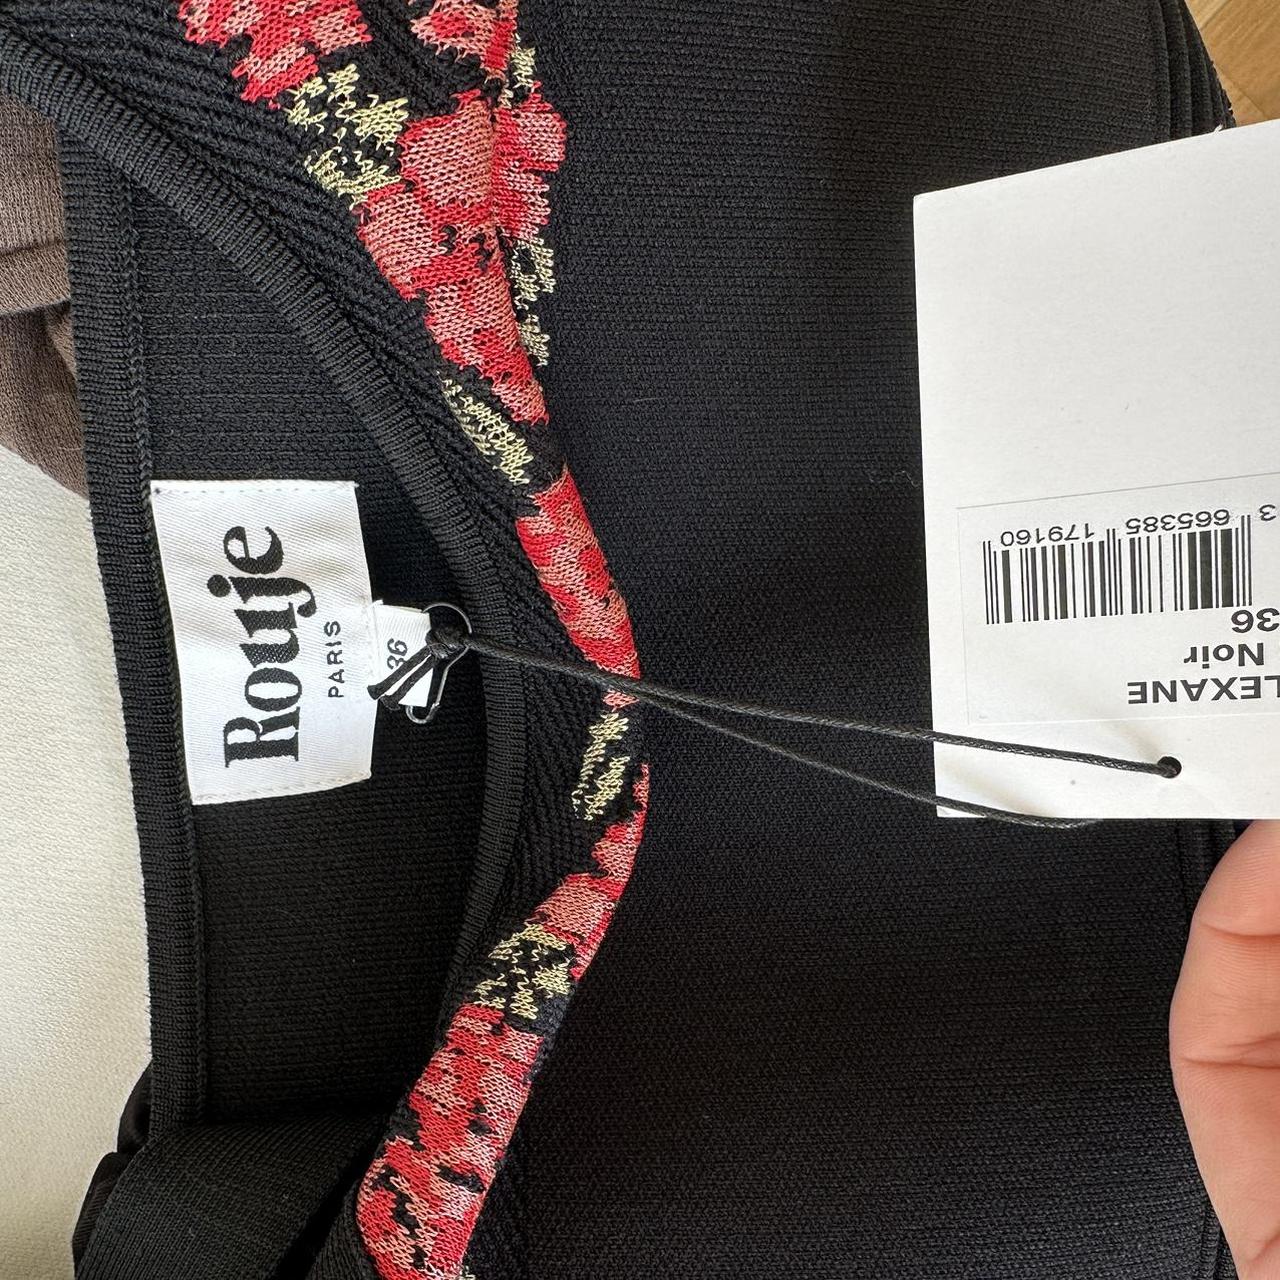 Rouje
PARIS
36
LEXANE
Noir
36
3 665385 179160